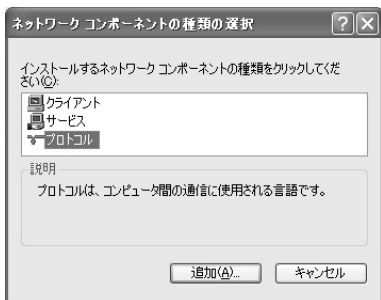 ネットワーク コンポーネントの種類の選択
インストールするネットワーク コンポーネントの種類をクリックしてくだ
さい(C):
クライアント
サービス
プロトコル
説明
プロトコルは、コンピュータ間の通信に使用される言語です。
追加(A)...
キャンセル